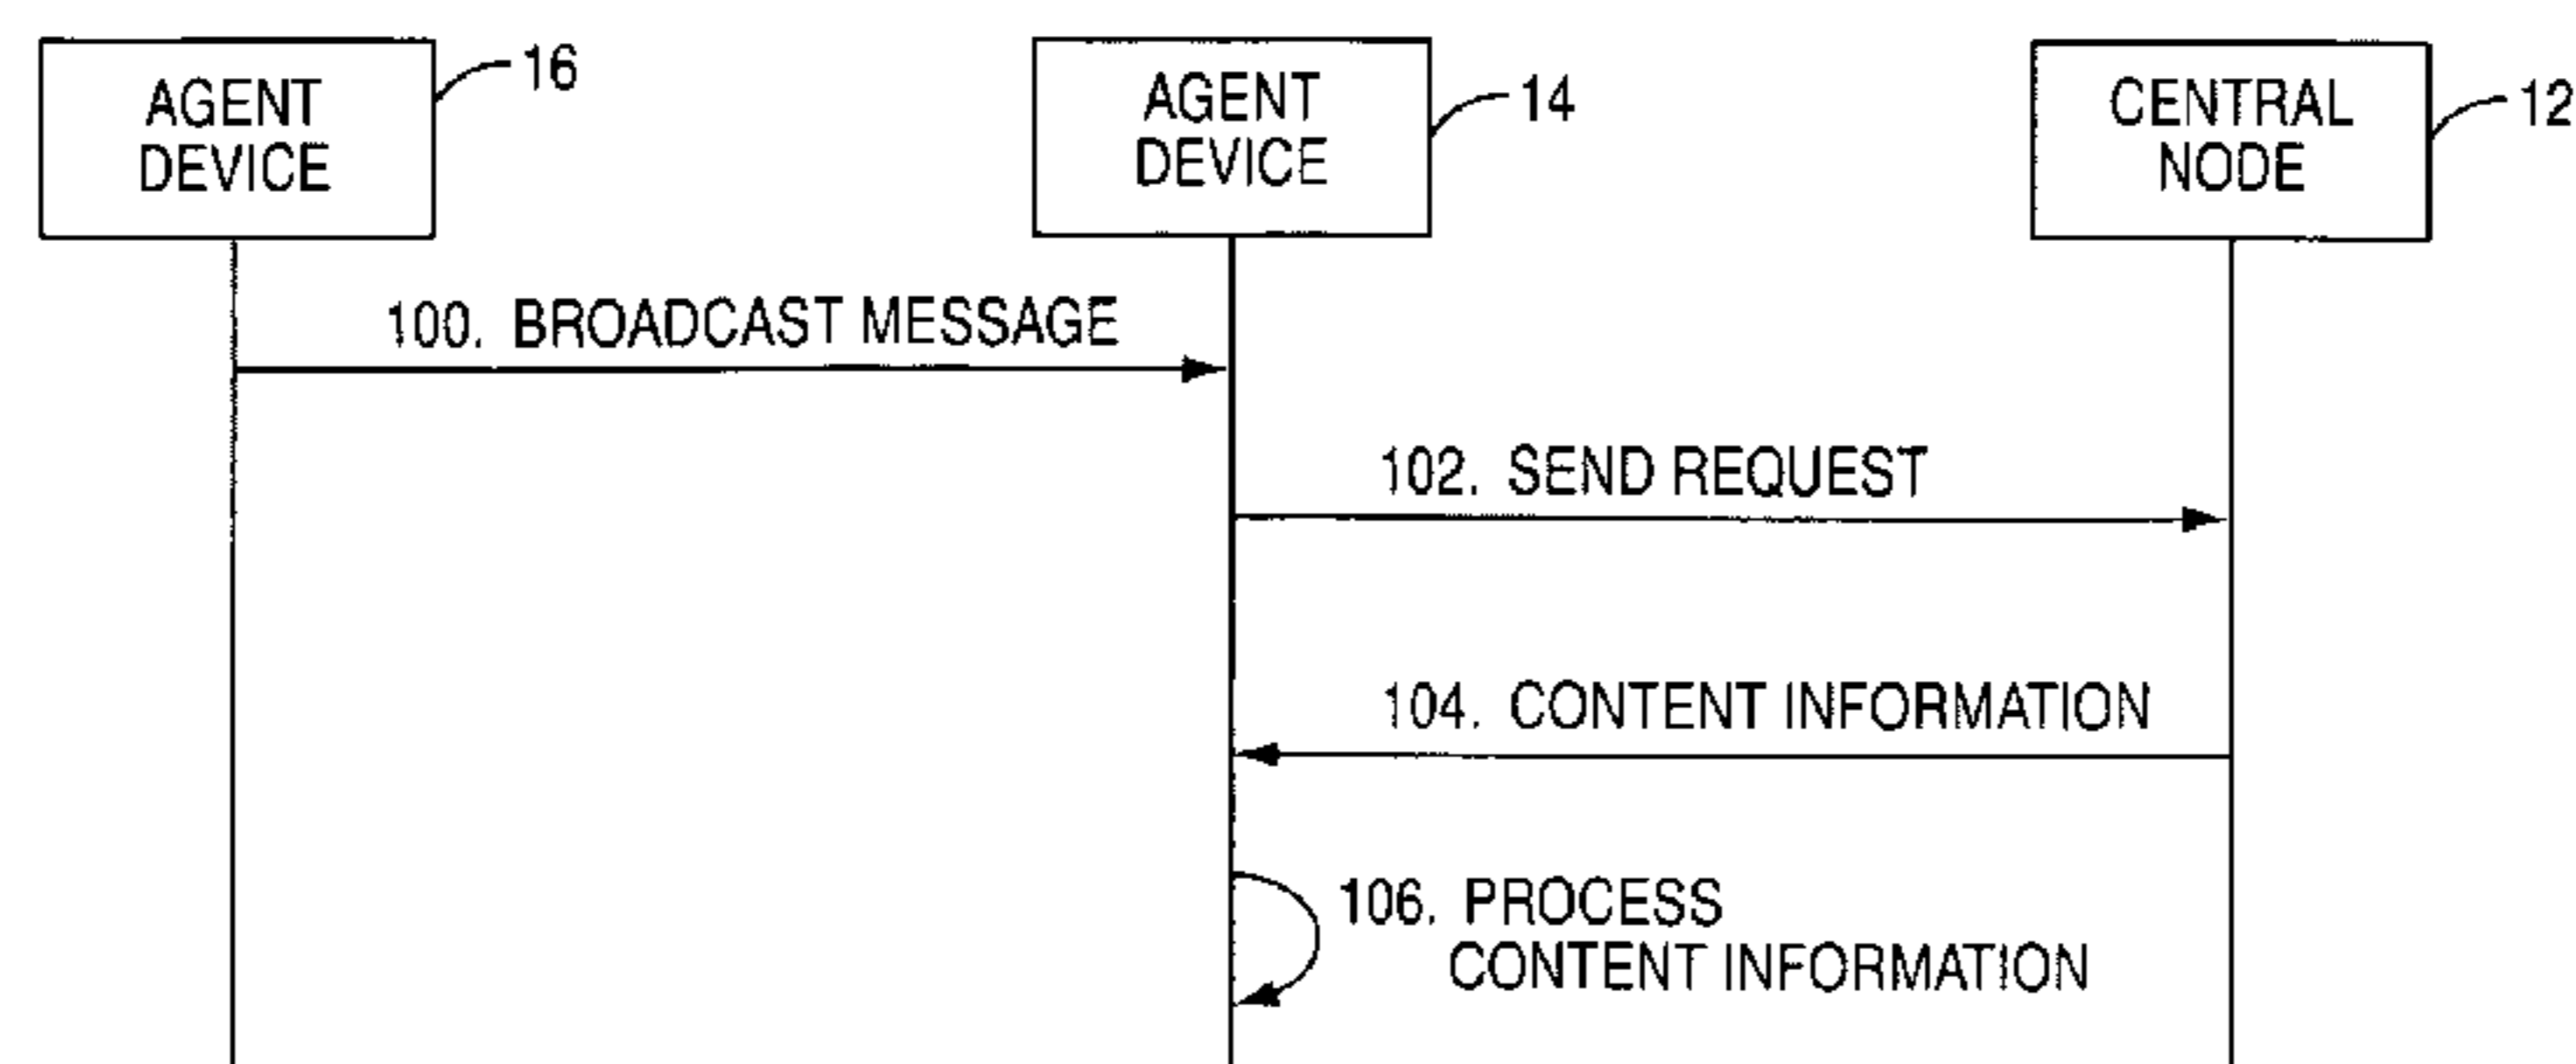 AGENT
DEVICE
16
AGENT
DEVICE
14
CENTRAL
NODE
12
100. BROADCAST MESSAGE
102. SEND REQUEST
104. CONTENT INFORMATION
106. PROCESS
CONTENT INFORMATION